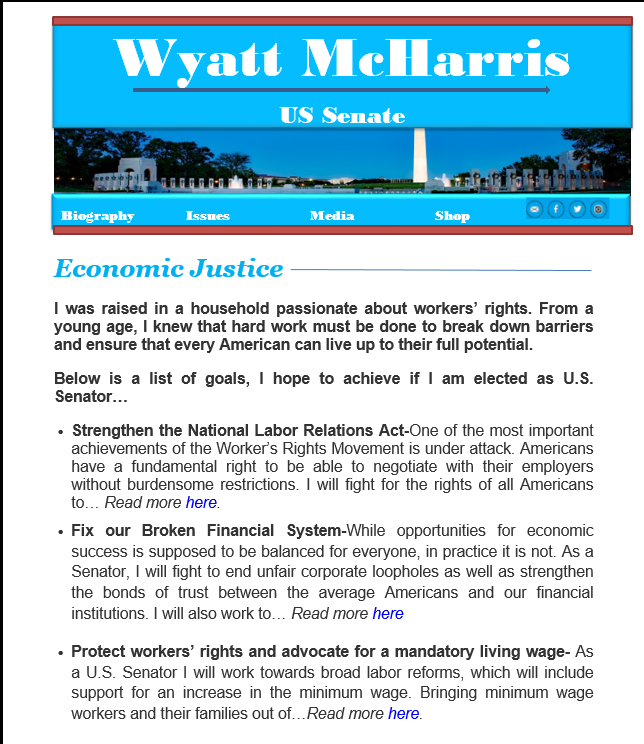 Wyatt McHarris
US Senate
Biography Issues Media Shop
Economic Justice
I was raised in a household passionate about workers’ rights. From a
young age, I knew that hard work must be done to break down barriers
and ensure that every American can live up to their full potential.
Below is a list of goals, I hope to achieve if I am elected as U.S.
Senator…
• Strengthen the National Labor Relations Act-One of the most important
achievements of the Worker’s Rights Movement is under attack. Americans
have a fundamental right to be able to negotiate with their employers
without burdensome restrictions. I will fight for the rights of all Americans
to… Read more here.
• Fix our Broken Financial System-While opportunities for economic
success is supposed to be balanced for everyone, in practice it is not. As a
Senator, I will fight to end unfair corporate loopholes as well as strengthen
the bonds of trust between the average Americans and our financial
institutions. I will also work to… Read more here
• Protect workers’ rights and advocate for a mandatory living wage- As
a U.S. Senator I will work towards broad labor reforms, which will include
support for an increase in the minimum wage. Bringing minimum wage
workers and their families out of…Read more here.